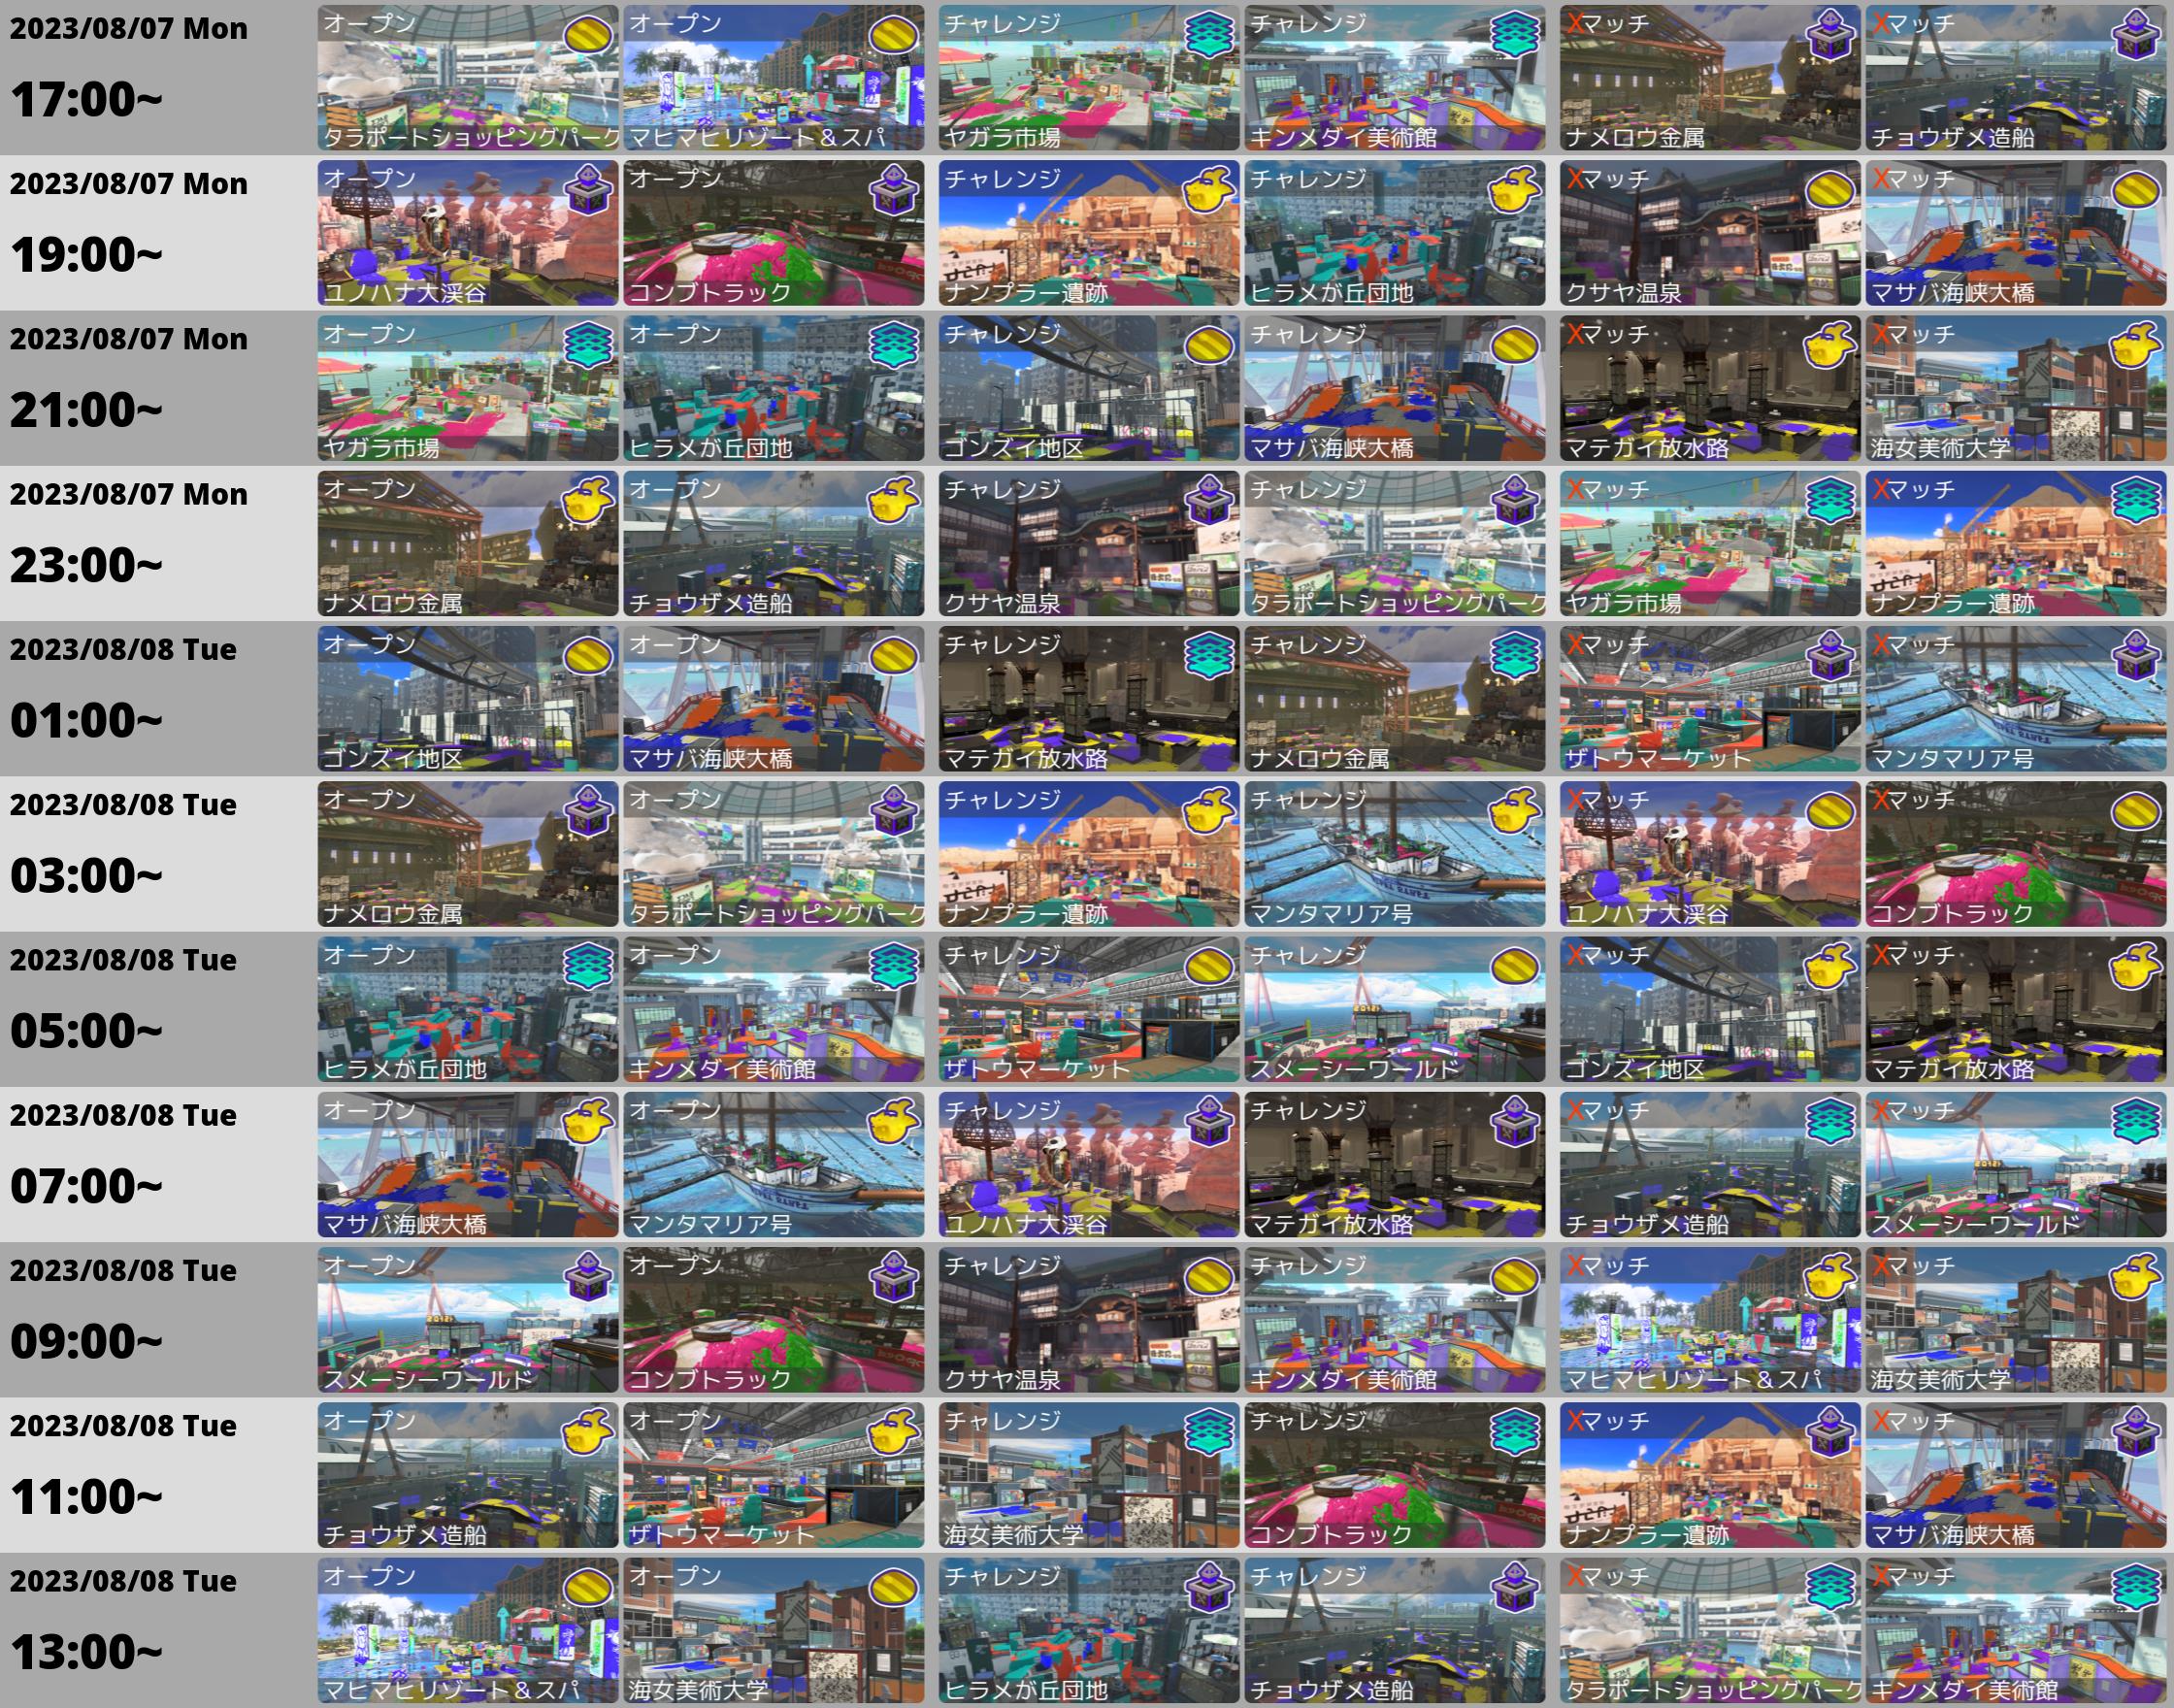 2023/08/07 Mon
17:00~
オープン
タラポートショッピングパーク
オープン
マヒマヒリゾート＆スパ
チャレンジ
ヤガラ市場
チャレンジ
キンメダイ美術館
Xマッチ
ナメロウ金属
Xマッチ
チョウザメ造船
2023/08/07 Mon
19:00~
オープン
ユノハナ大渓谷
オープン
コンブトラック
チャレンジ
ナンプラー遺跡
チャレンジ
ヒラメが丘団地
Xマッチ
クサヤ温泉
Xマッチ
マサバ海峡大橋
2023/08/07 Mon
21:00~
オープン
ヤガラ市場
オープン
ヒラメが丘団地
チャレンジ
ゴンズイ地区
チャレンジ
マサバ海峡大橋
Xマッチ
マテガイ放水路
Xマッチ
海女美術大学
2023/08/07 Mon
23:00~
オープン
ナメロウ金属
オープン
チョウザメ造船
チャレンジ
クサヤ温泉
チャレンジ
タラポートショッピングパーク
Xマッチ
ヤガラ市場
Xマッチ
ナンプラー遺跡
2023/08/08 Tue
01:00~
オープン
ゴンズイ地区
オープン
マサバ海峡大橋
チャレンジ
マテガイ放水路
チャレンジ
ナメロウ金属
Xマッチ
ザトウマーケット
Xマッチ
マンタマリア号
2023/08/08 Tue
03:00~
オープン
ナメロウ金属
オープン
タラポートショッピングパーク
チャレンジ
ナンプラー遺跡
チャレンジ
マンタマリア号
Xマッチ
ユノハナ大渓谷
Xマッチ
コンブトラック
2023/08/08 Tue
05:00~
オープン
ヒラメが丘団地
オープン
キンメダイ美術館
チャレンジ
ザトウマーケット
チャレンジ
スメーシーワールド
Xマッチ
ゴンズイ地区
Xマッチ
マテガイ放水路
2023/08/08 Tue
07:00~
オープン
マサバ海峡大橋
オープン
マンタマリア号
チャレンジ
ユノハナ大渓谷
チャレンジ
マテガイ放水路
Xマッチ
チョウザメ造船
Xマッチ
スメーシーワールド
2023/08/08 Tue
09:00~
オープン
スメーシーワールド
オープン
コンブトラック
チャレンジ
クサヤ温泉
チャレンジ
キンメダイ美術館
Xマッチ
マヒマヒリゾート＆スパ
Xマッチ
海女美術大学
2023/08/08 Tue
11:00~
オープン
チョウザメ造船
オープン
ザトウマーケット
チャレンジ
海女美術大学
チャレンジ
コンブトラック
Xマッチ
ナンプラー遺跡
Xマッチ
マサバ海峡大橋
2023/08/08 Tue
13:00~
オープン
マヒマヒリゾート＆スパ
オープン
海女美術大学
チャレンジ
ヒラメが丘団地
チャレンジ
チョウザメ造船
Xマッチ
タラポートショッピングパーク
Xマッチ
キンメダイ美術館